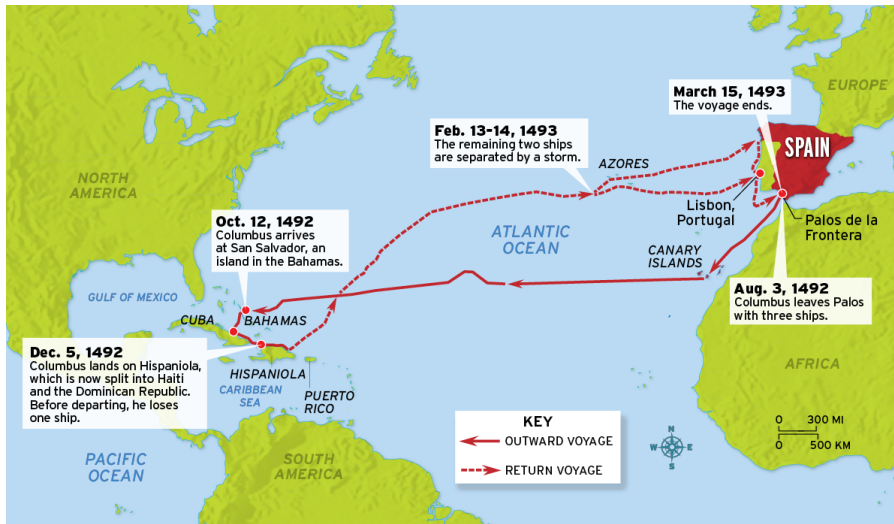 March 15, 1493
The voyage ends.
EUROPE
Feb. 13-14, 1493
The remaining two ships
are separated by a storm.
SPAIN
AZORES
NORTH
AMERICA
Lisbon,
Portugal
Palos de la
Frontera
Oct. 12, 1492
Columbus arrives
at San Salvador, an
island in the Bahamas.
ATLANTIC
OCEAN
CANARY
ISLANDS
Aug. 3, 1492
Columbus leaves Palos
with three ships.
GULF OF MEXICO
CUBA
BAHAMAS
Dec. 5, 1492
Columbus lands on Hispaniola,
which is now split into Haiti
and the Dominican Republic.
Before departing, he loses
one ship.
HISPANIOLA
CARIBBEAN
SEA
PUERTO
RICO
AFRICA
KEY
OUTWARD VOYAGE
RETURN VOYAGE
N
W E
S
0 300 MI
0 500 KM
PACIFIC
OCEAN
SOUTH
AMERICA